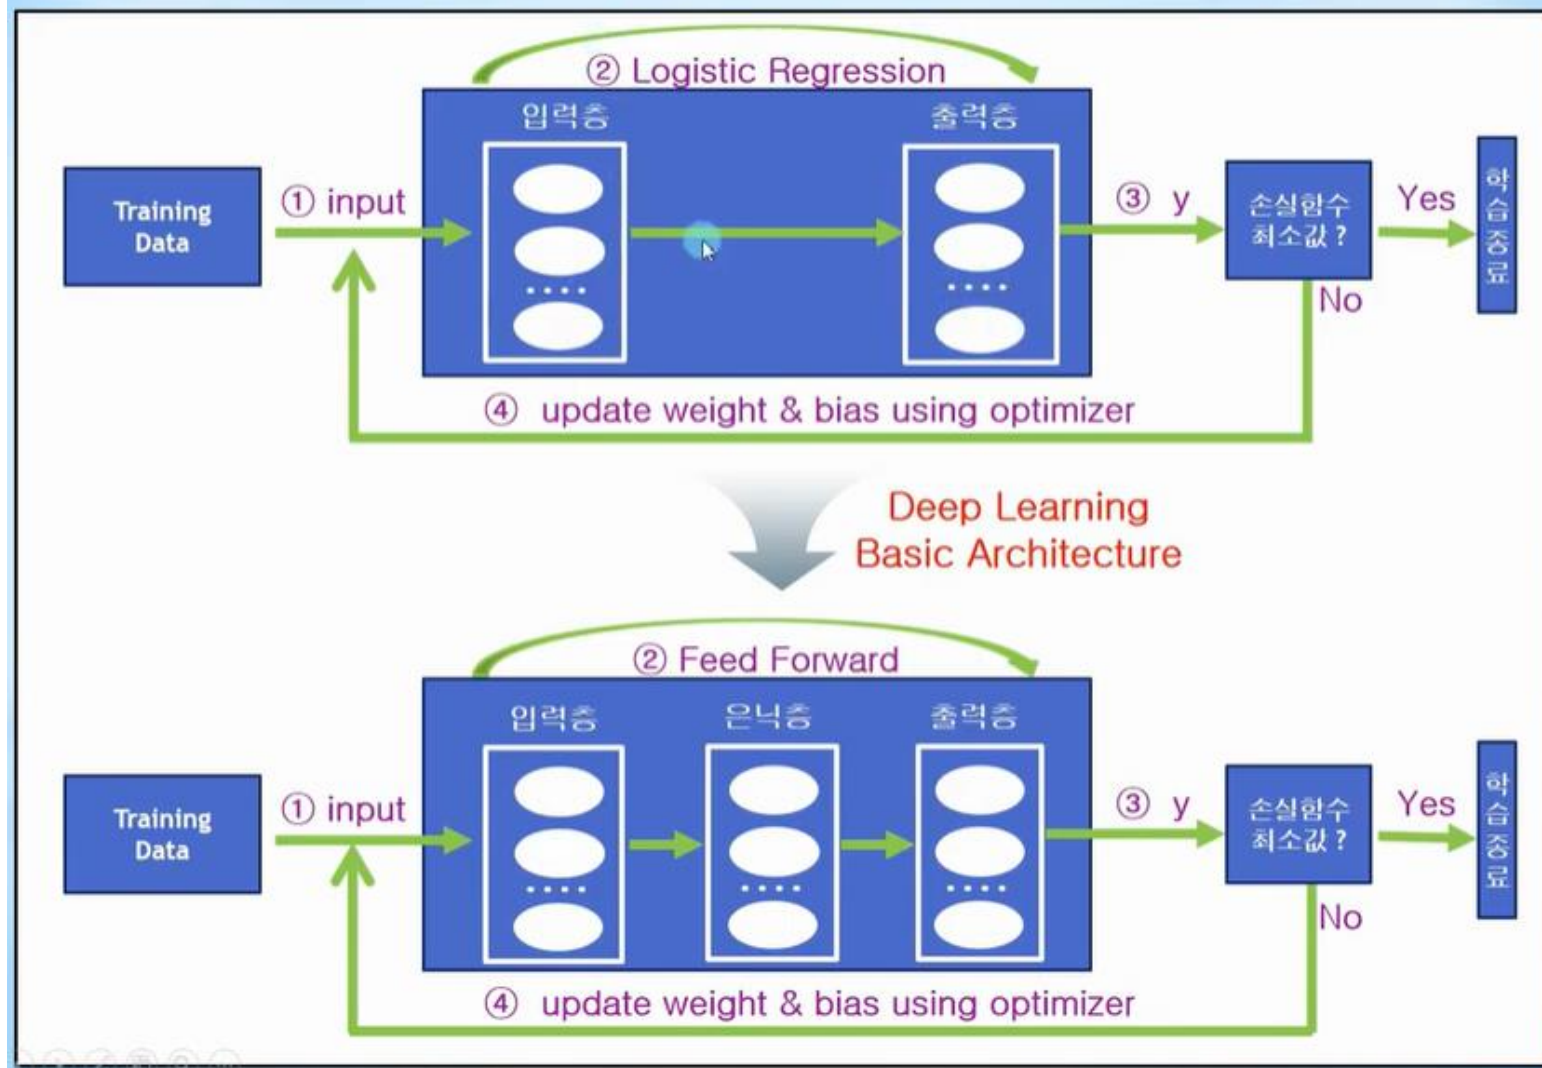 ② Logistic Regression
입력층
출력층
Training
Data
① input
③ y
손실함수
최소값 ?
Yes
학
습
종
료
No
④ update weight & bias using optimizer
Deep Learning
Basic Architecture
② Feed Forward
입력층
은닉층
출력층
Training
Data
① input
③ y
손실함수
최소값 ?
Yes
학
습
종
료
No
④ update weight & bias using optimizer